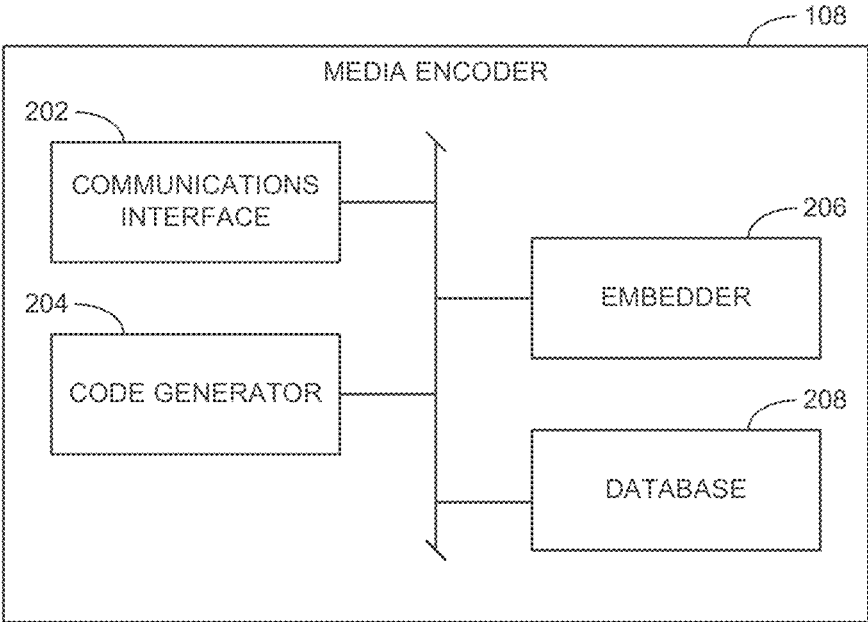 108
MEDIA ENCODER
202
COMMUNICATIONS
INTERFACE
206
EMBEDDER
204
CODE GENERATOR
208
DATABASE